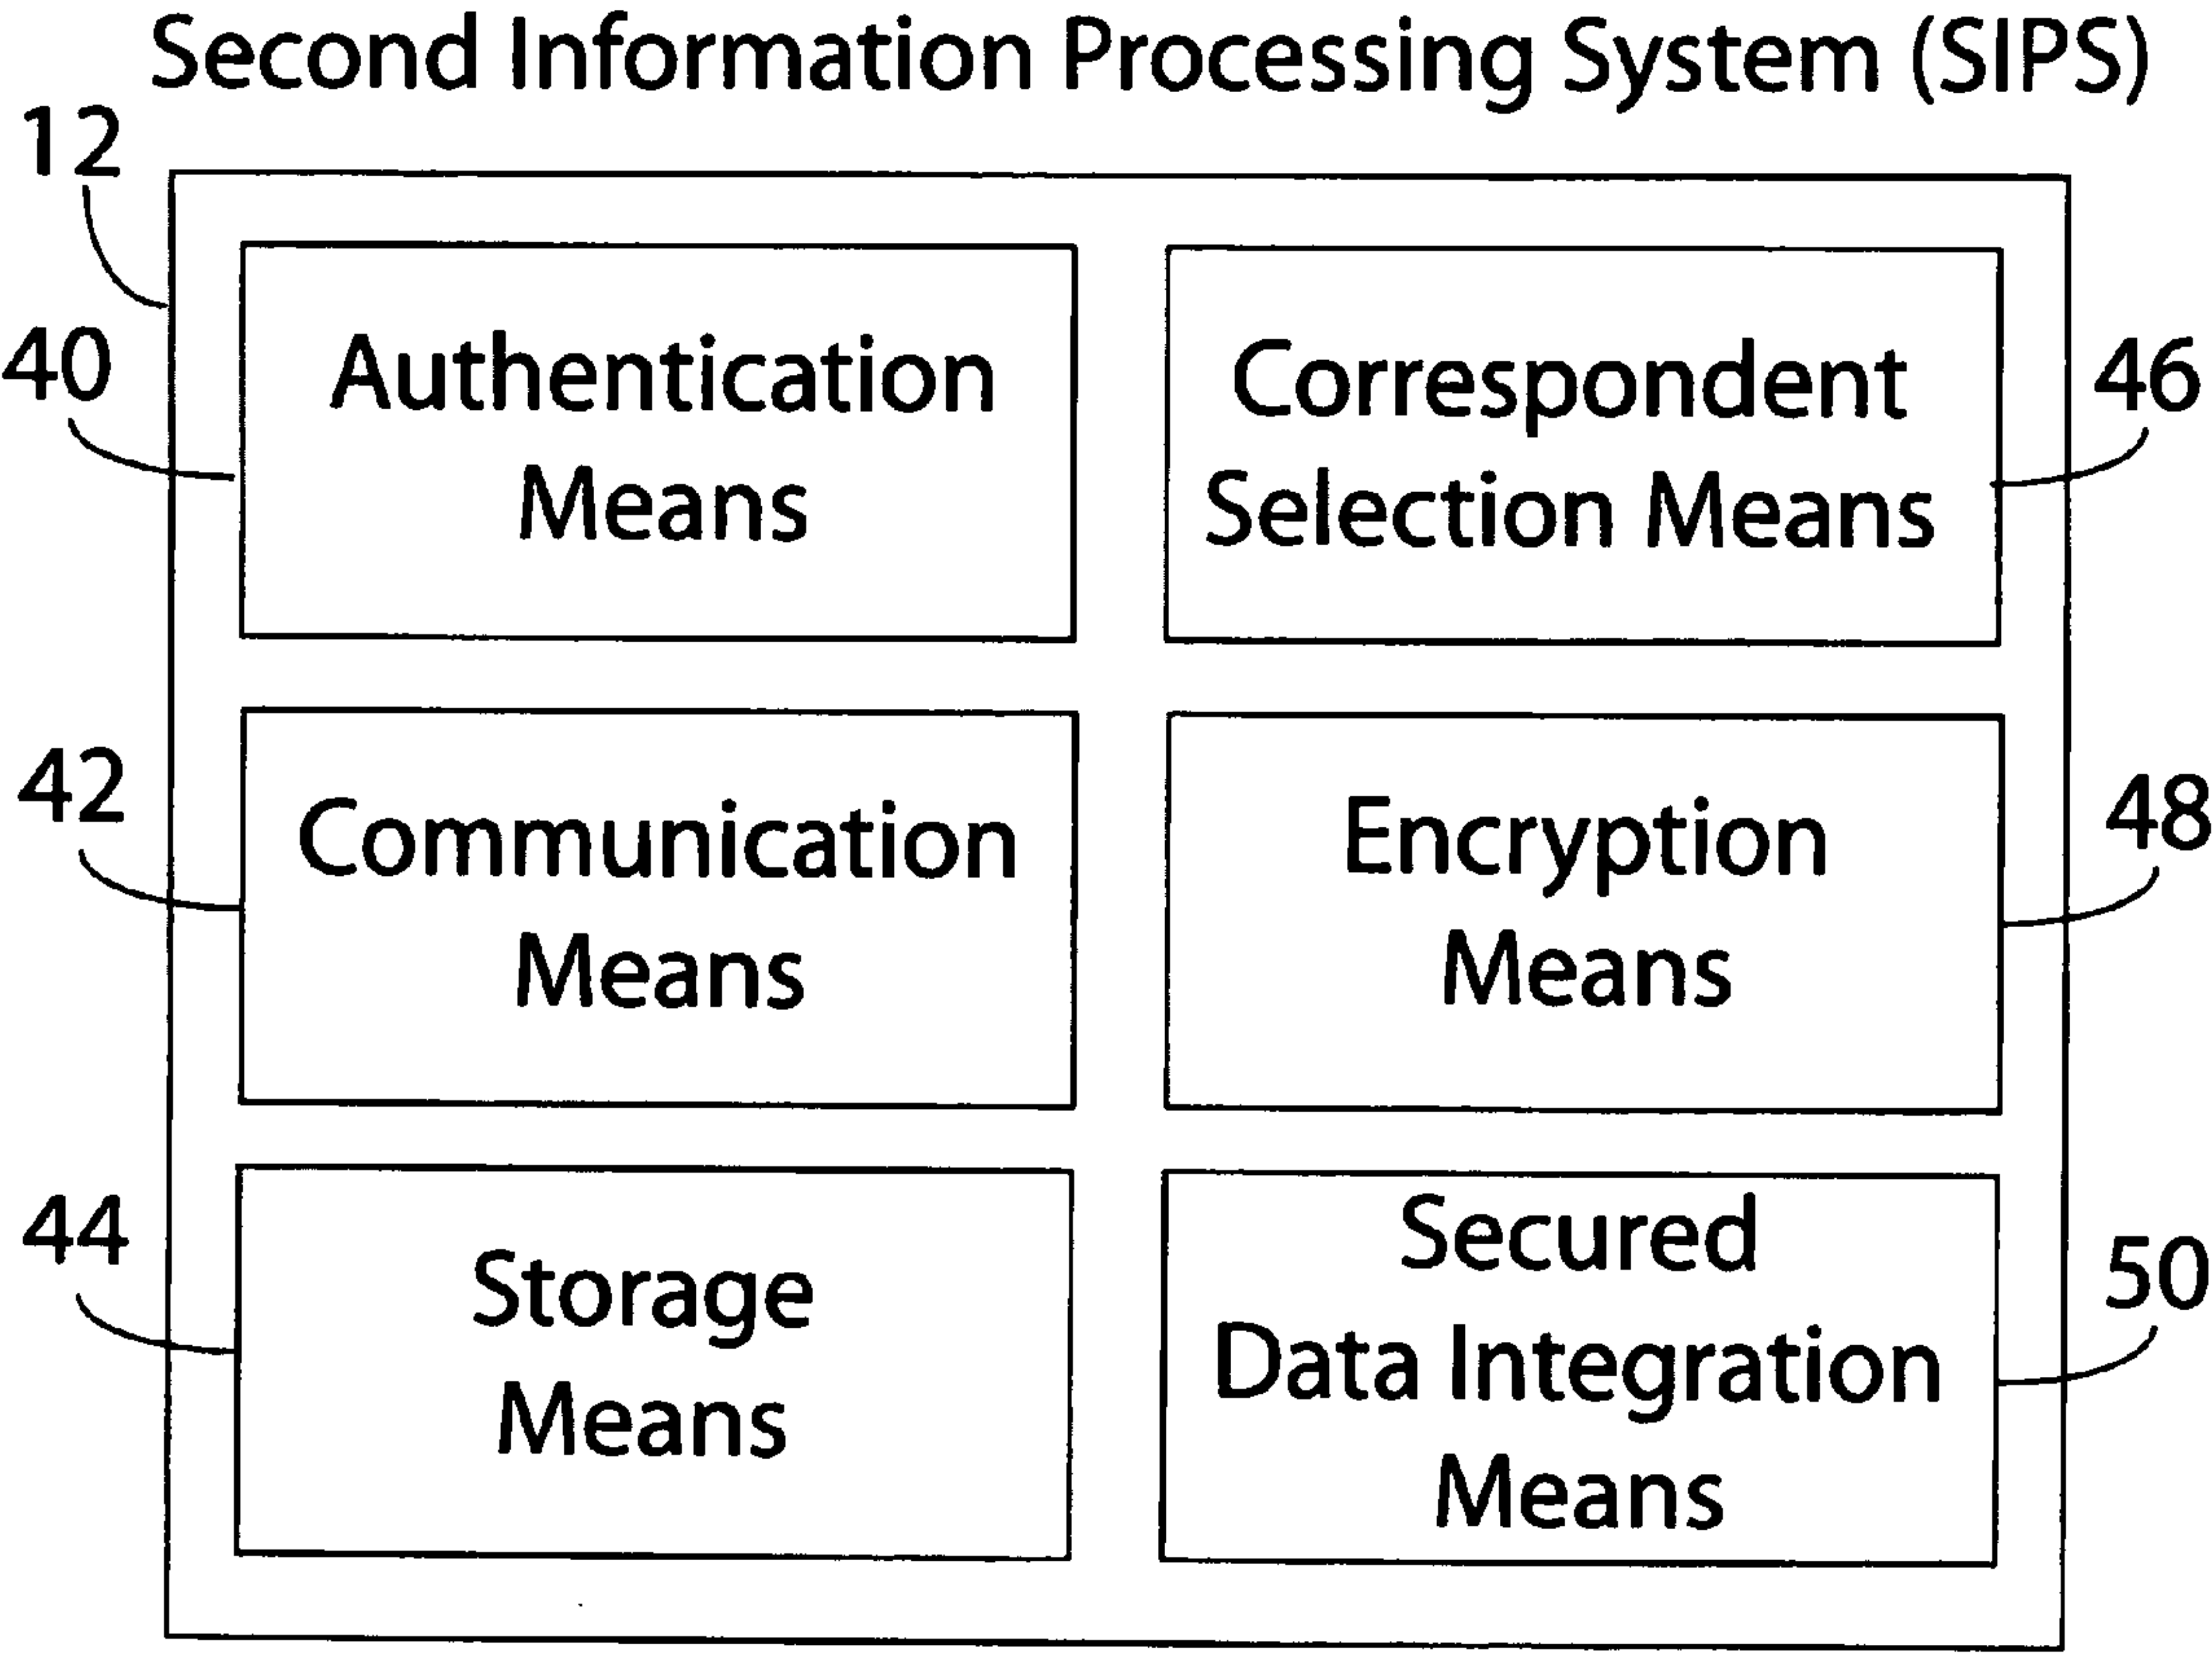 Second Information Processing System (SIPS)
12
40
Authentication
Means
Correspondent
Selection Means
46
42
Communication
Means
Encryption
Means
48
44
Storage
Means
Secured
Data Integration
Means
50